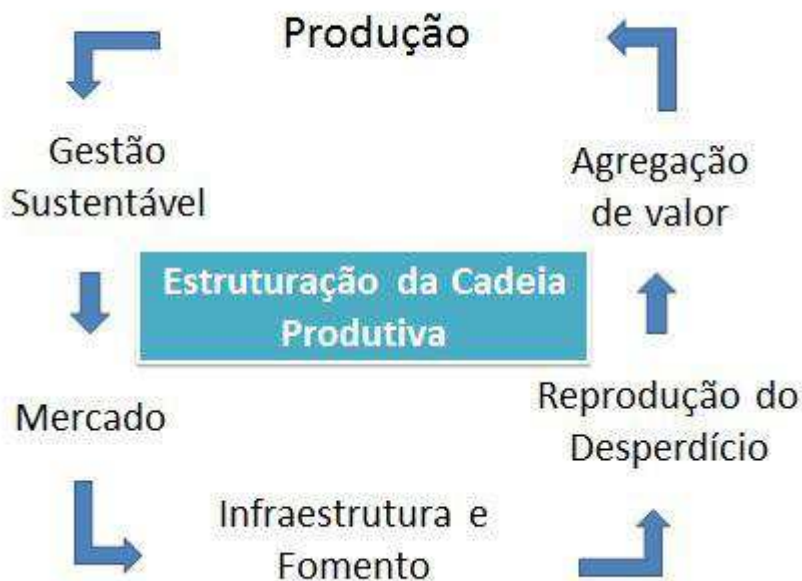 Produção
Gestão
Sustentável
Agregação
de valor
Estruturação da Cadeia
Produtiva
Mercado
Reprodução do
Desperdício
Infraestrutura e
Fomento